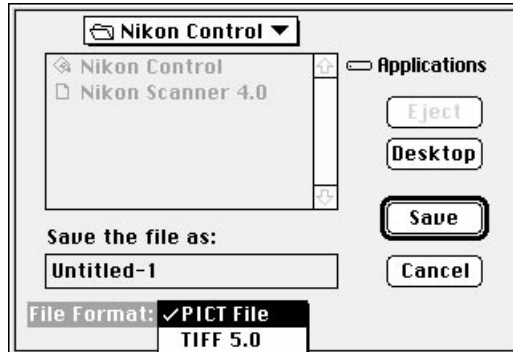 Nikon Control
Nikon Control
Nikon Scanner 4.0
Applications
Eject
Desktop
Save
Cancel
Save the file as:
Untitled-1
File Format: ✓PICT File
TIFF 5.0